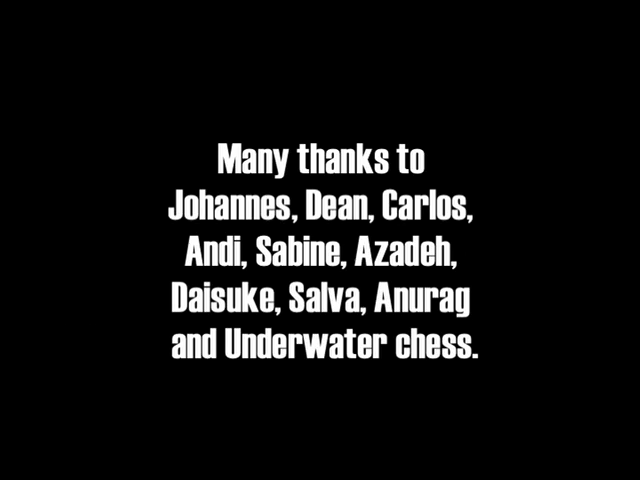 Many thanks to
Johannes, Dean, Carlos,
Andi, Sabine, Azadeh,
Daisuke, Salva, Anurag
and Underwater chess.